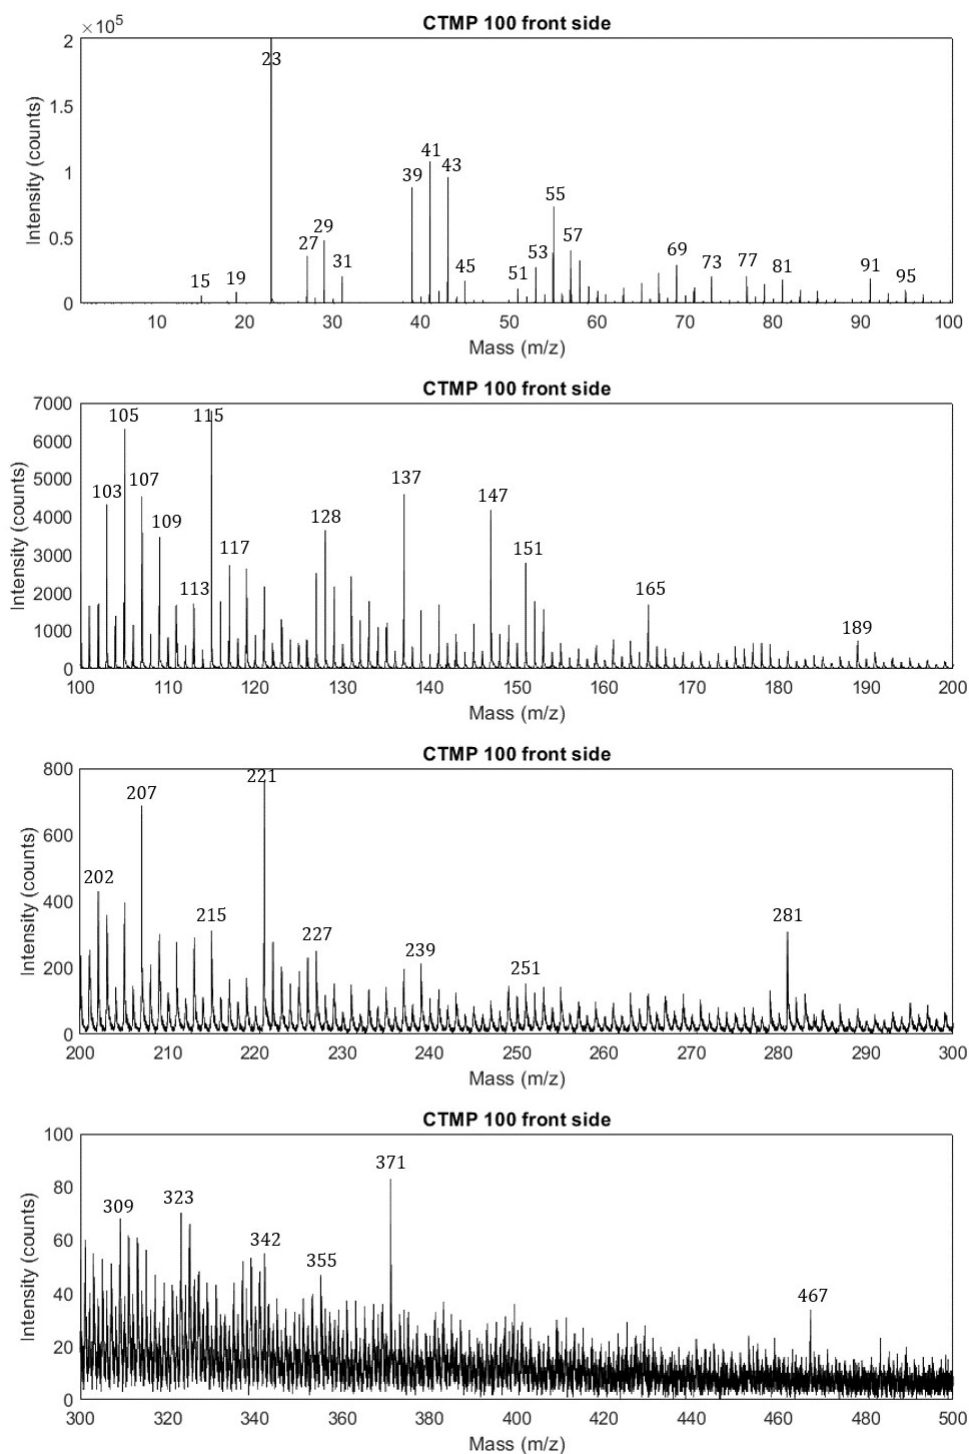 CTMP 100 front side
×10⁵
2
1.5
1
0.5
0
Intensity (counts)
15 19 23 27 29 31 39 41 43 45 51 53 55 57 69 73 77 81 91 95
10 20 30 40 50 60 70 80 90 100
Mass (m/z)
CTMP 100 front side
7000
6000
5000
4000
3000
2000
1000
0
Intensity (counts)
103 105 107 109 113 115 117 128 137 147 151 165 189
100 110 120 130 140 150 160 170 180 190 200
Mass (m/z)
CTMP 100 front side
800
600
400
200
0
Intensity (counts)
202 207 215 221 227 239 251 281
200 210 220 230 240 250 260 270 280 290 300
Mass (m/z)
CTMP 100 front side
100
80
60
40
20
0
Intensity (counts)
309 323 342 355 371 467
300 320 340 360 380 400 420 440 460 480 500
Mass (m/z)